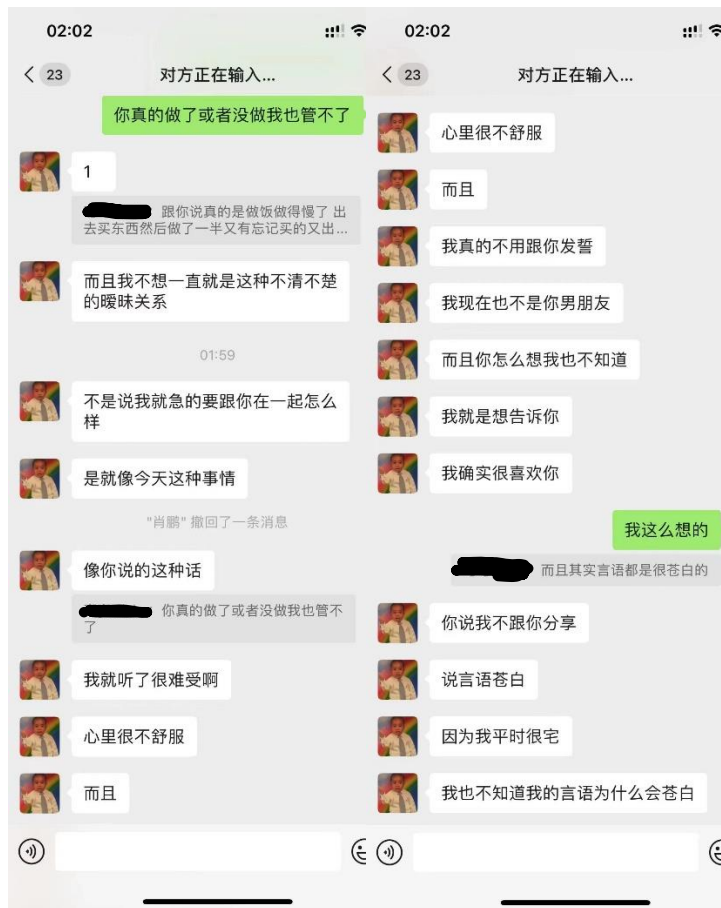 02:02
23
对方正在输入...
你真的做了或者没做我也管不了
1
跟你说真的是做饭做得慢了 出
去买东西然后做了一半又有忘记买的又出...
而且我不想一直就是这种不清不楚
的暧昧关系
01:59
不是说我就急的要跟你在一起怎么
样
是就像今天这种事情
"肖鹏" 撤回了一条消息
像你说的这种话
你真的做了或者没做我也管不
了
我就听了很难受啊
心里很不舒服
而且
02:02
23
对方正在输入...
心里很不舒服
而且
我真的不用跟你发誓
我现在也不是你男朋友
而且你怎么想我也不知道
我就是想告诉你
我确实很喜欢你
我这么想的
而且其实言语都是很苍白的
你说我不跟你分享
说言语苍白
因为我平时很宅
我也不知道我的言语为什么会苍白